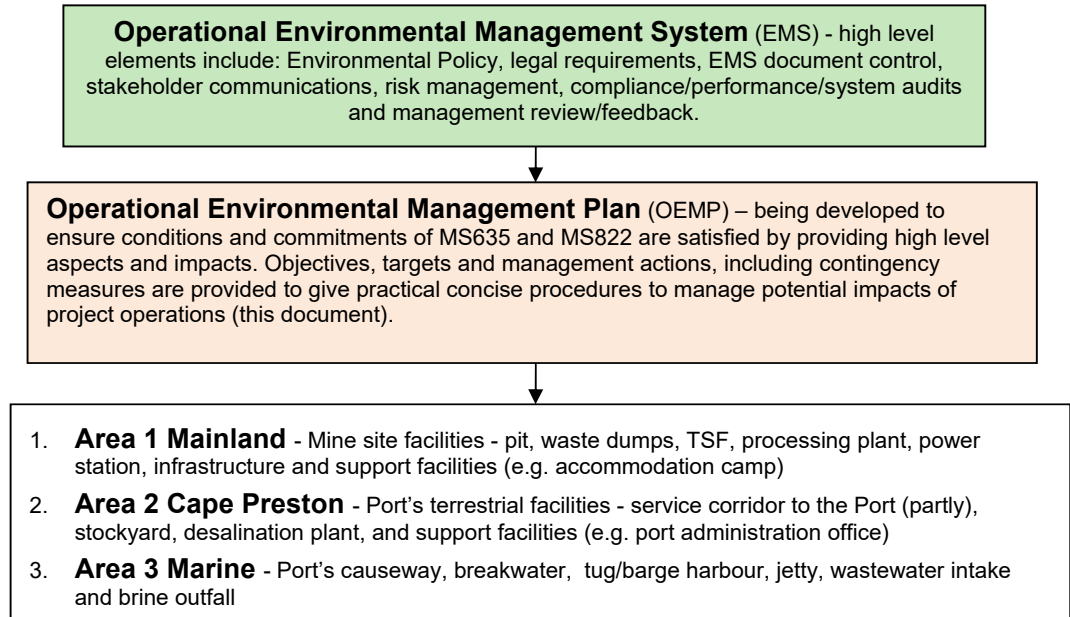 Operational Environmental Management System (EMS) - high level
elements include: Environmental Policy, legal requirements, EMS document control,
stakeholder communications, risk management, compliance/performance/system audits
and management review/feedback.
Operational Environmental Management Plan (OEMP) – being developed to
ensure conditions and commitments of MS635 and MS822 are satisfied by providing high level
aspects and impacts. Objectives, targets and management actions, including contingency
measures are provided to give practical concise procedures to manage potential impacts of
project operations (this document).
1. Area 1 Mainland - Mine site facilities - pit, waste dumps, TSF, processing plant, power
station, infrastructure and support facilities (e.g. accommodation camp)
2. Area 2 Cape Preston - Port's terrestrial facilities - service corridor to the Port (partly),
stockyard, desalination plant, and support facilities (e.g. port administration office)
3. Area 3 Marine - Port's causeway, breakwater, tug/barge harbour, jetty, wastewater intake
and brine outfall